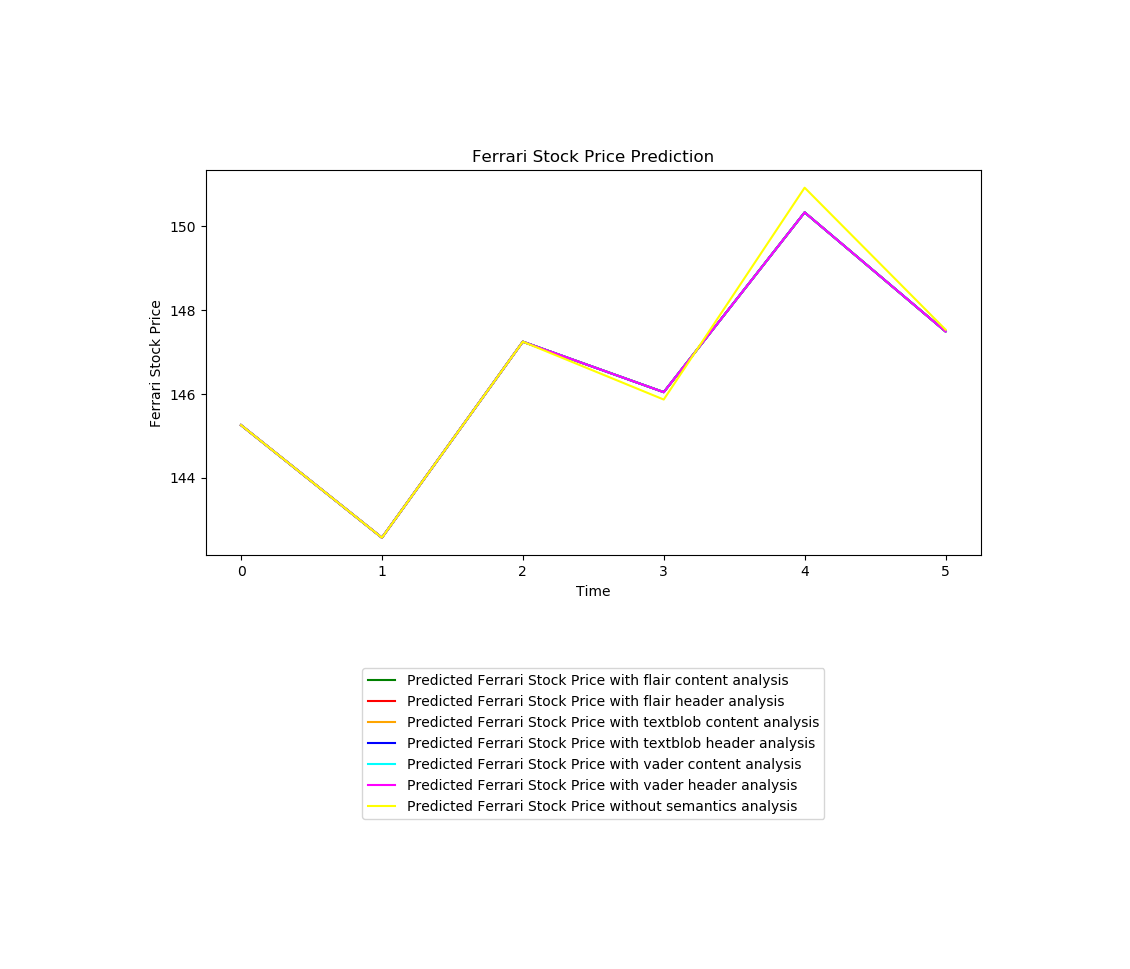 Ferrari Stock Price Prediction
150
148
146
144
Ferrari Stock Price
0 1 2 3 4 5
Time
Predicted Ferrari Stock Price with flair content analysis
Predicted Ferrari Stock Price with flair header analysis
Predicted Ferrari Stock Price with textblob content analysis
Predicted Ferrari Stock Price with textblob header analysis
Predicted Ferrari Stock Price with vader content analysis
Predicted Ferrari Stock Price with vader header analysis
Predicted Ferrari Stock Price without semantics analysis